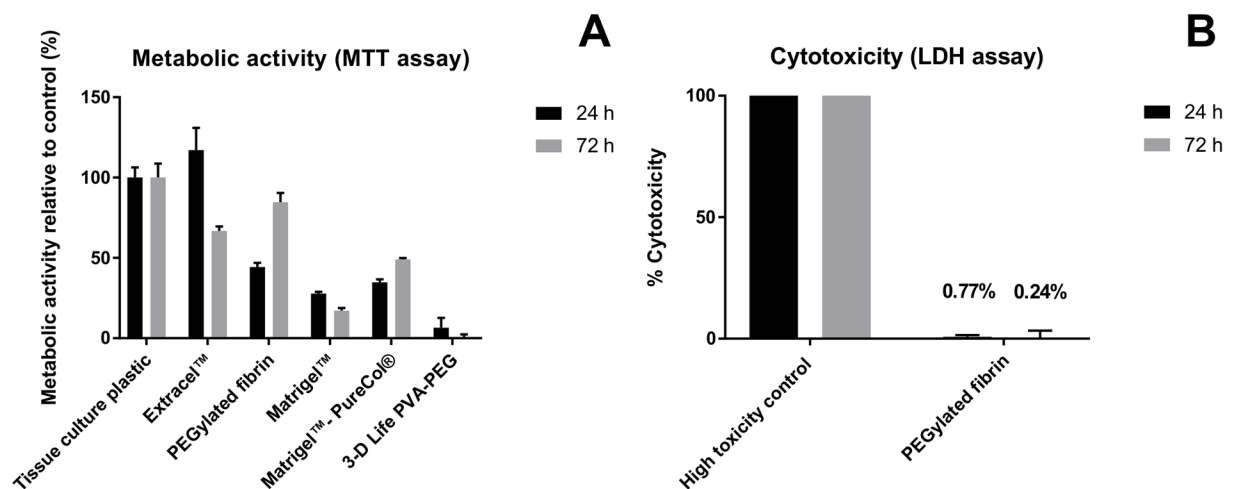 A
Metabolic activity (MTT assay)
Metabolic activity relative to control (%)
150
100
50
0
24 h
72 h
Tissue culture plastic
Extracel™
PEGylated fibrin
Matrigel™
Matrigel™- PureCol®
3-D Life PVA-PEG
B
Cytotoxicity (LDH assay)
% Cytotoxicity
100
50
0
24 h
72 h
0.77% 0.24%
High toxicity control
PEGylated fibrin